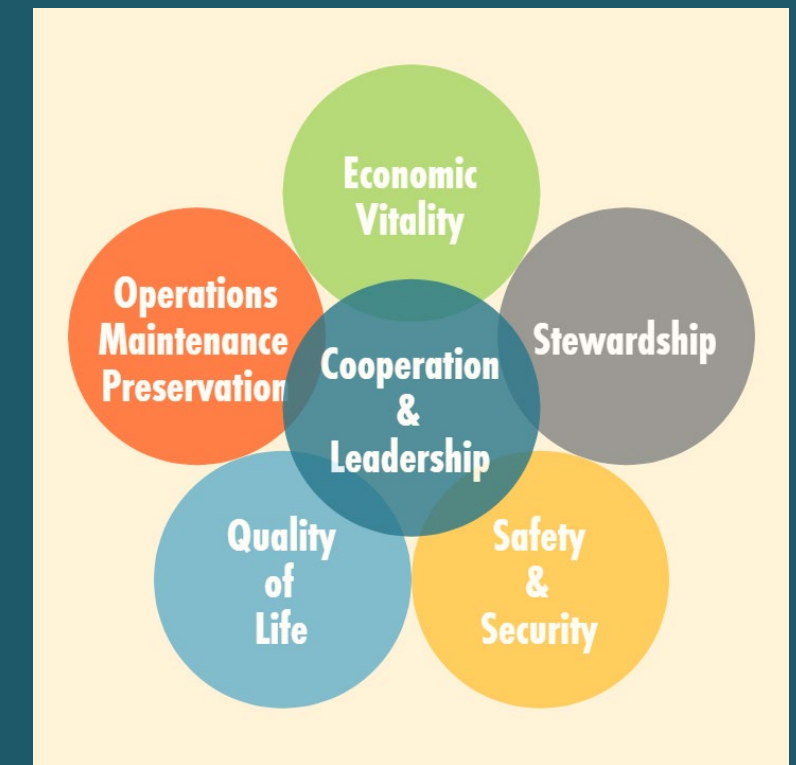 Economic
Vitality
Operations
Maintenance
Preservation
Stewardship
Cooperation
&
Leadership
Quality
of
Life
Safety
&
Security